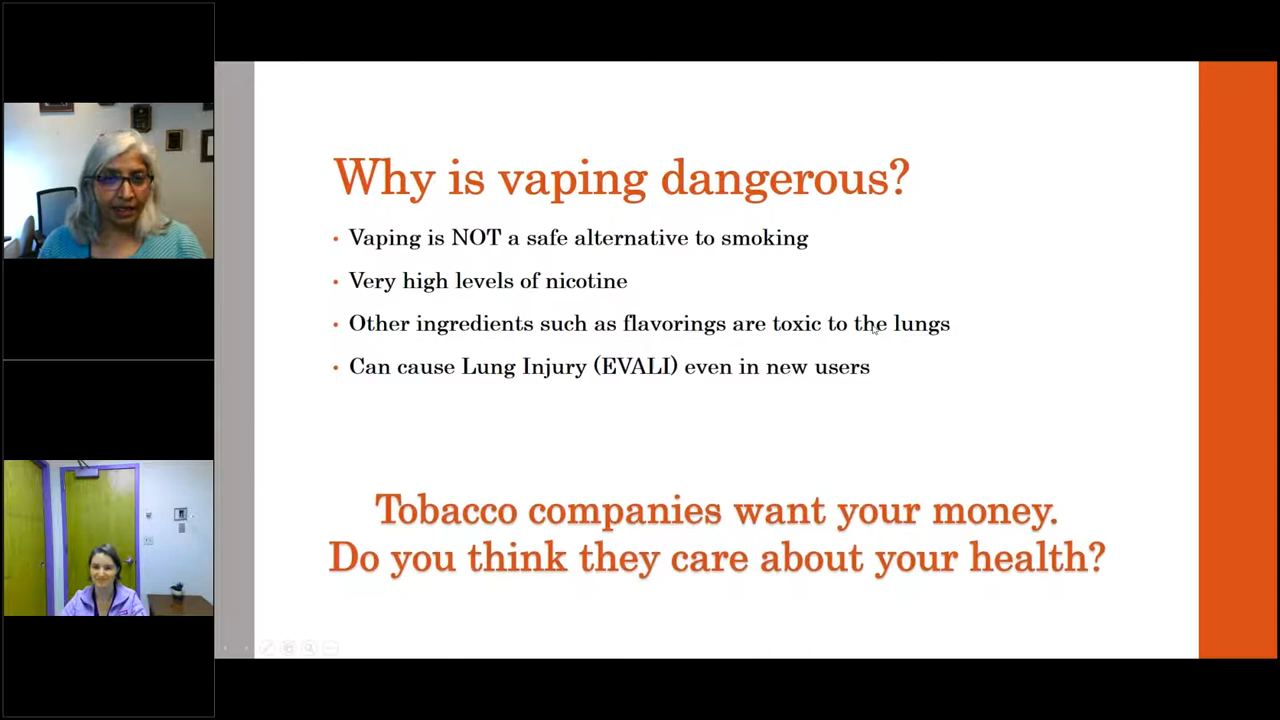 Why is vaping dangerous?
• Vaping is NOT a safe alternative to smoking
• Very high levels of nicotine
• Other ingredients such as flavorings are toxic to the lungs
• Can cause Lung Injury (EVALI) even in new users
Tobacco companies want your money.
Do you think they care about your health?